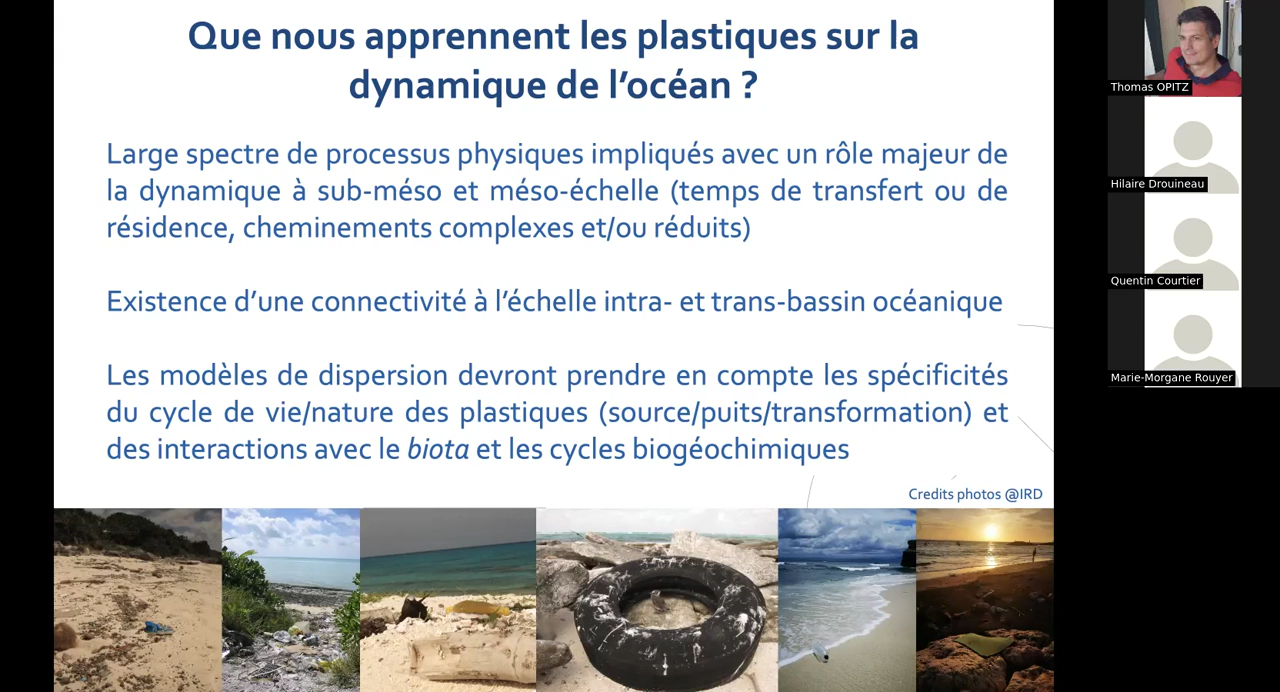 Que nous apprennent les plastiques sur la
dynamique de l'océan ?
Large spectre de processus physiques impliqués avec un rôle majeur de
la dynamique à sub-méso et méso-échelle (temps de transfert ou de
résidence, cheminements complexes et/ou réduits)
Existence d'une connectivité à l'échelle intra- et trans-bassin océanique
Les modèles de dispersion devront prendre en compte les spécificités
du cycle de vie/nature des plastiques (source/puits/transformation) et
des interactions avec le biota et les cycles biogéochimiques
Credits photos @IRD
Thomas OPITZ
Hilaire Drouineau
Quentin Courtier
Marie-Morgane Rouyer